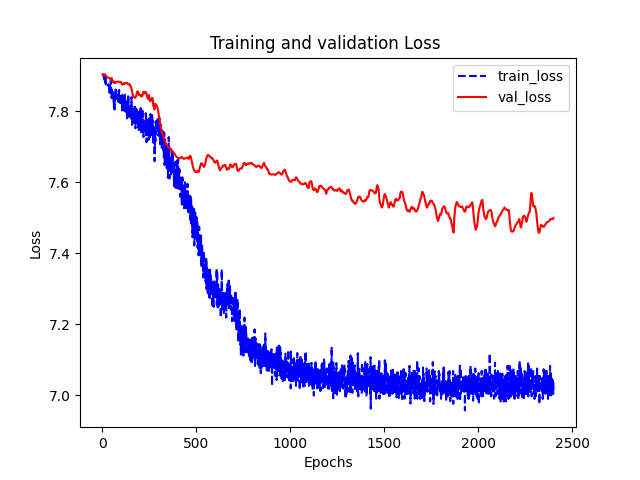 Training and validation Loss
train_loss
val_loss
7.8
7.6
7.4
7.2
7.0
Loss
0
500
1000
1500
2000
2500
Epochs